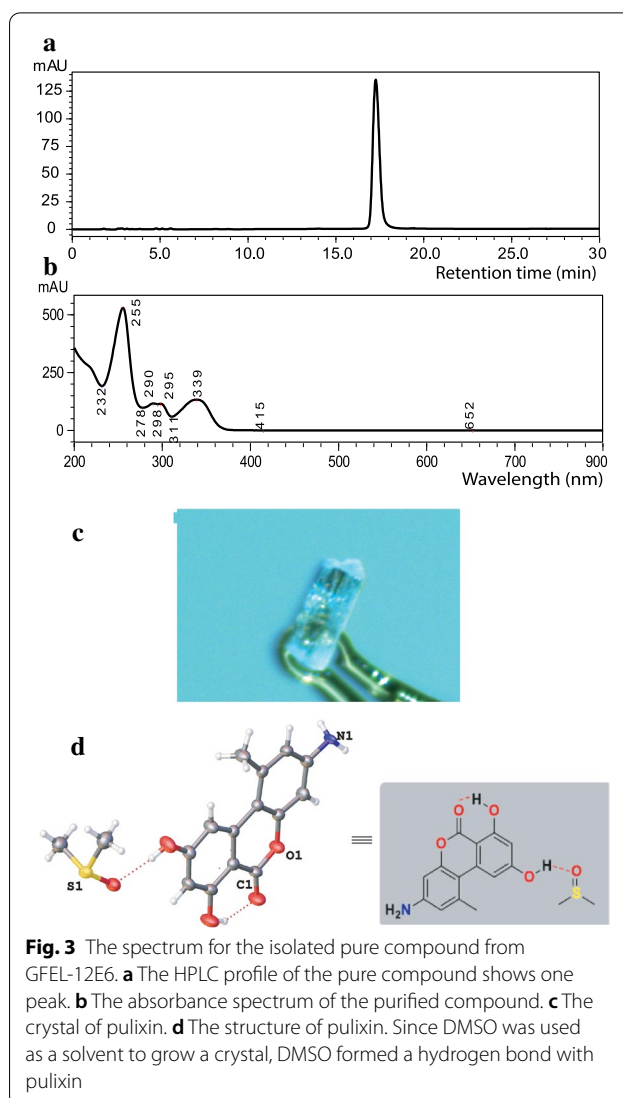 a
mAU
125
100
75
50
25
0
0 5.0 10.0 15.0 20.0 25.0 30
Retention time (min)
b
mAU
500
250
0
232 255 278 290 298 295 311 339 415 652
200 300 400 500 600 700 800 900
Wavelength (nm)
c
d
N1
O1
S1
C1
H
O HO
O
H O
OH S
H₂N
Fig. 3 The spectrum for the isolated pure compound from
GFEL-12E6. a The HPLC profile of the pure compound shows one
peak. b The absorbance spectrum of the purified compound. c The
crystal of pulixin. d The structure of pulixin. Since DMSO was used
as a solvent to grow a crystal, DMSO formed a hydrogen bond with
pulixin